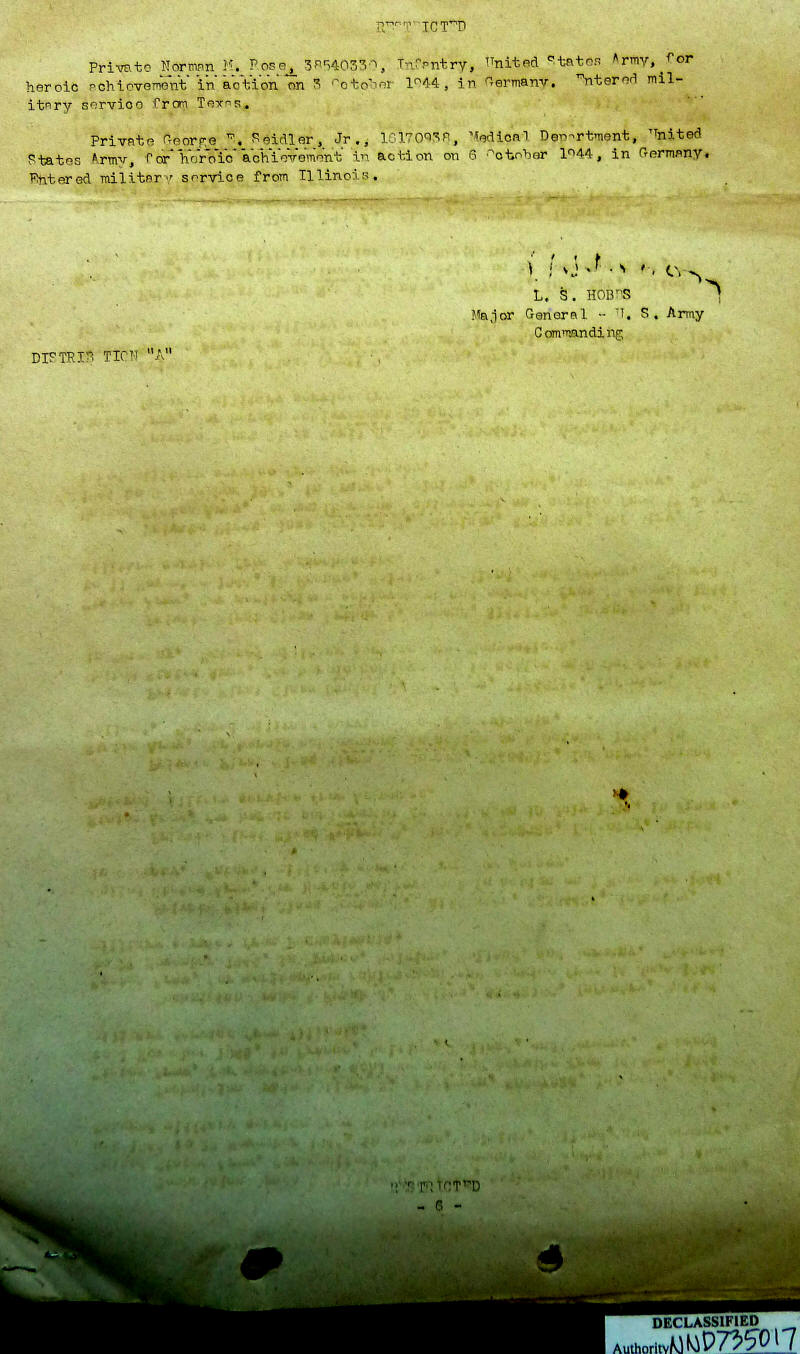 RESTRICTED
Private Norman M. Rose, 38540330, Infantry, United States Army, for
heroic achievement in action on 3 October 1944, in Germany. Entered mil-
itary service from Texas.
Private George E. Seidler, Jr., 16170938, Medical Department, United
States Army, for heroic achievement in action on 6 October 1944, in Germany.
Entered military service from Illinois.
L. S. HOBBS
Major General - U. S. Army
Commanding
DISTRIB TION "A"
RESTRICTED
- 6 -
DECLASSIFIED
Authority NND735017